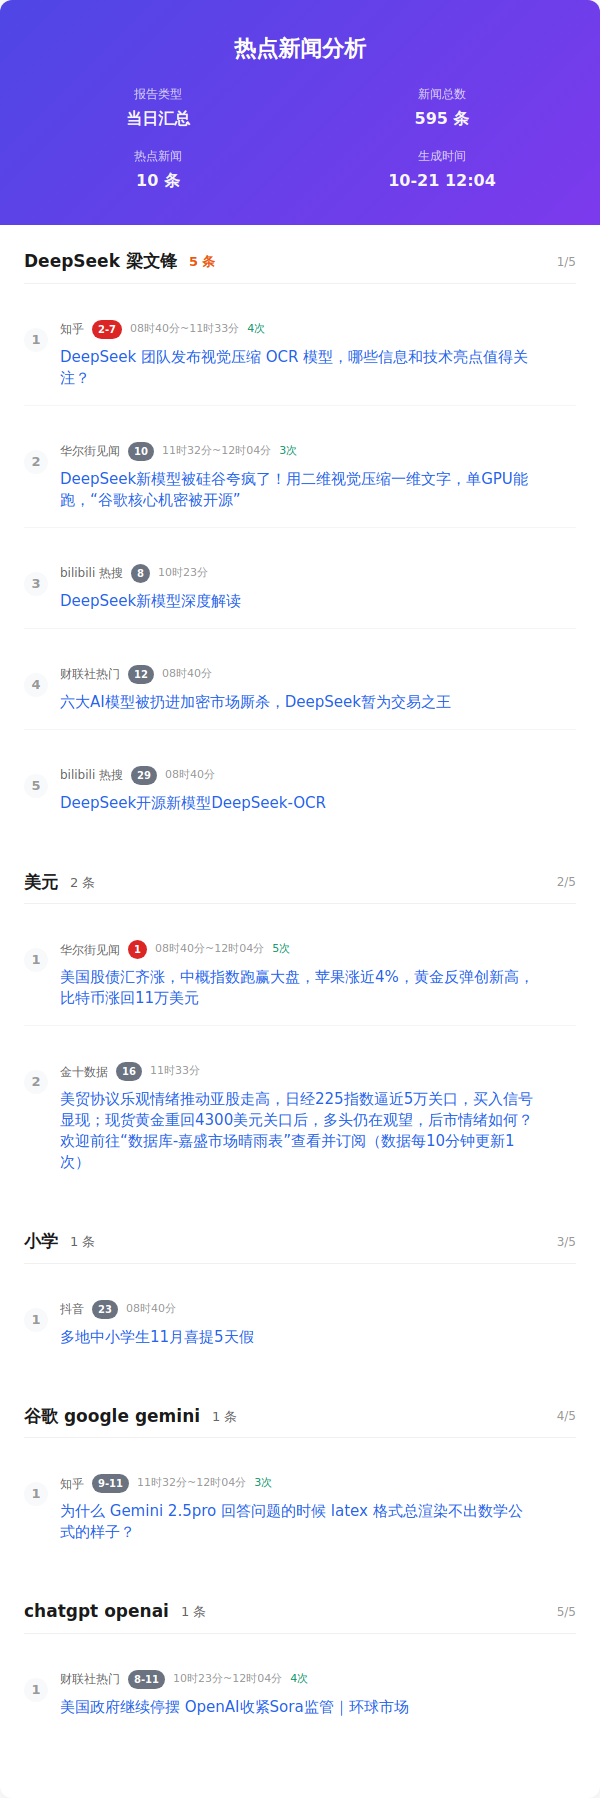 热点新闻分析
报告类型
新闻总数
当日汇总
595 条
热点新闻
生成时间
10 条
10-21 12:04
DeepSeek 梁文锋 5 条 1/5
1
知乎 2-7 08时40分~11时33分 4次
DeepSeek 团队发布视觉压缩 OCR 模型，哪些信息和技术亮点值得关
注？
2
华尔街见闻 10 11时32分~12时04分 3次
DeepSeek新模型被硅谷夸疯了！用二维视觉压缩一维文字，单GPU能
跑，“谷歌核心机密被开源”
3
bilibili 热搜 8 10时23分
DeepSeek新模型深度解读
4
财联社热门 12 08时40分
六大AI模型被扔进加密市场厮杀，DeepSeek暂为交易之王
5
bilibili 热搜 29 08时40分
DeepSeek开源新模型DeepSeek-OCR
美元 2 条 2/5
1
华尔街见闻 1 08时40分~12时04分 5次
美国股债汇齐涨，中概指数跑赢大盘，苹果涨近4%，黄金反弹创新高，
比特币涨回11万美元
2
金十数据 16 11时33分
美贸协议乐观情绪推动亚股走高，日经225指数逼近5万关口，买入信号
显现；现货黄金重回4300美元关口后，多头仍在观望，后市情绪如何？
欢迎前往“数据库-嘉盛市场晴雨表”查看并订阅（数据每10分钟更新1
次）
小学 1 条 3/5
1
抖音 23 08时40分
多地中小学生11月喜提5天假
谷歌 google gemini 1 条 4/5
1
知乎 9-11 11时32分~12时04分 3次
为什么 Gemini 2.5pro 回答问题的时候 latex 格式总渲染不出数学公
式的样子？
chatgpt openai 1 条 5/5
1
财联社热门 8-11 10时23分~12时04分 4次
美国政府继续停摆 OpenAI收紧Sora监管｜环球市场